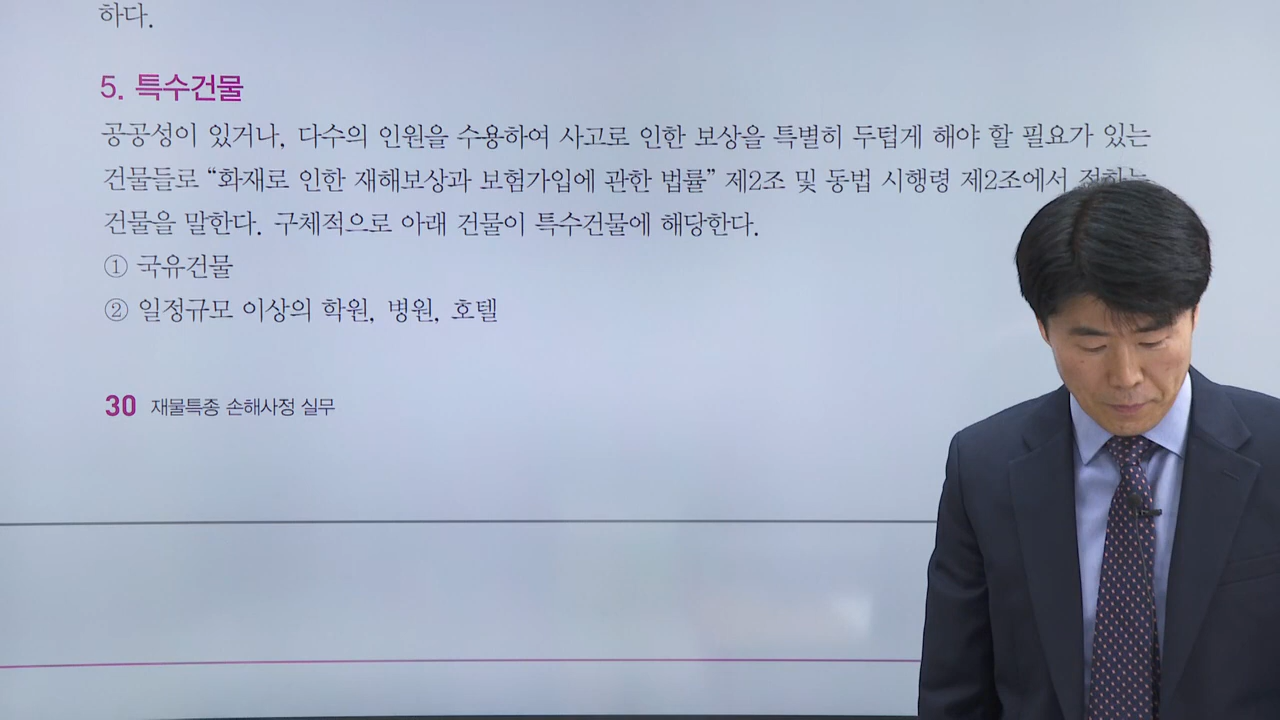 하다.
5. 특수건물
공공성이 있거나, 다수의 인원을 수용하여 사고로 인한 보상을 특별히 두텁게 해야 할 필요가 있는
건물들로 “화재로 인한 재해보상과 보험가입에 관한 법률” 제2조 및 동법 시행령 제2조에서
건물을 말한다. 구체적으로 아래 건물이 특수건물에 해당한다.
① 국유건물
② 일정규모 이상의 학원, 병원, 호텔
30 재물특종 손해사정 실무